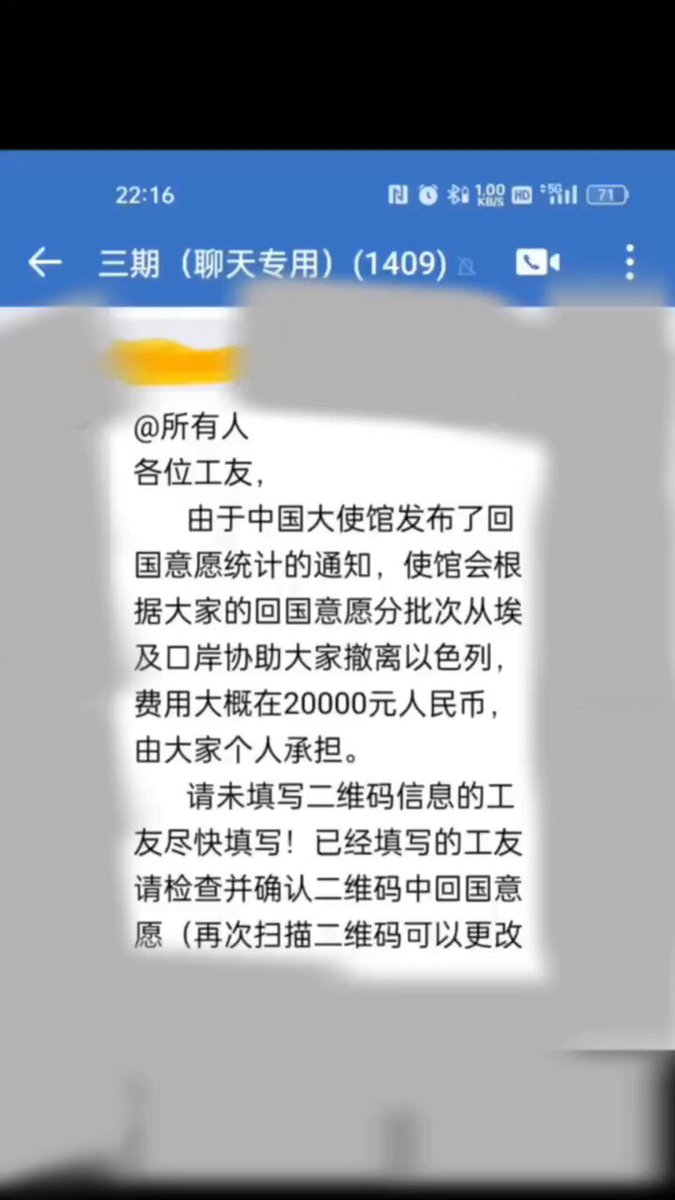 22:16 1.00 KB/S HD 5G 71
三期（聊天专用）(1409)
@所有人
各位工友，
由于中国大使馆发布了回
国意愿统计的通知，使馆会根
据大家的回国意愿分批次从埃
及口岸协助大家撤离以色列，
费用大概在20000元人民币，
由大家个人承担。
请未填写二维码信息的工
友尽快填写！已经填写的工友
请检查并确认二维码中回国意
愿（再次扫描二维码可以更改